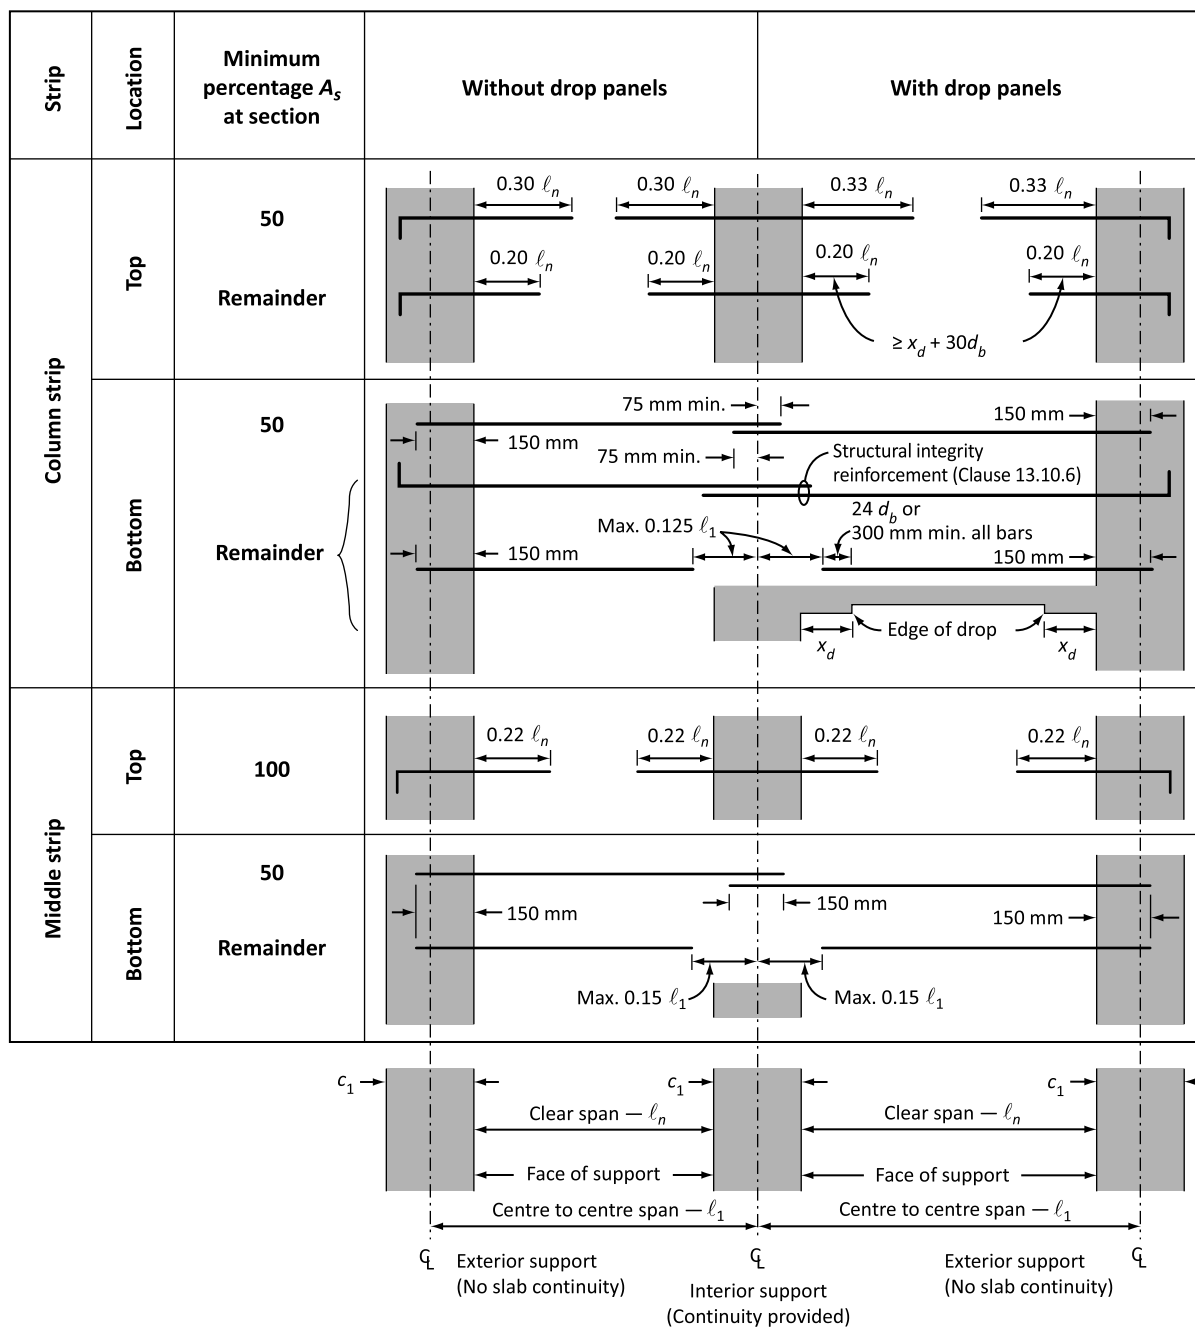 Strip
Location
Minimum
percentage A_s
at section
Without drop panels
With drop panels
Column strip
Top
50
0.30 ℓ_n
0.30 ℓ_n
0.33 ℓ_n
0.33 ℓ_n
Remainder
0.20 ℓ_n
0.20 ℓ_n
0.20 ℓ_n
0.20 ℓ_n
≥ x_d + 30d_b
Bottom
50
75 mm min.
150 mm
150 mm
75 mm min.
Structural integrity
reinforcement (Clause 13.10.6)
Remainder
Max. 0.125 ℓ_1
24 d_b or
300 mm min. all bars
150 mm
150 mm
Edge of drop
x_d
x_d
Middle strip
Top
100
0.22 ℓ_n
0.22 ℓ_n
0.22 ℓ_n
0.22 ℓ_n
Bottom
50
150 mm
150 mm
150 mm
Remainder
Max. 0.15 ℓ_1
Max. 0.15 ℓ_1
c_1
c_1
c_1
Clear span — ℓ_n
Clear span — ℓ_n
Face of support
Face of support
Centre to centre span — ℓ_1
Centre to centre span — ℓ_1
℄
℄
℄
Exterior support
(No slab continuity)
Interior support
(Continuity provided)
Exterior support
(No slab continuity)